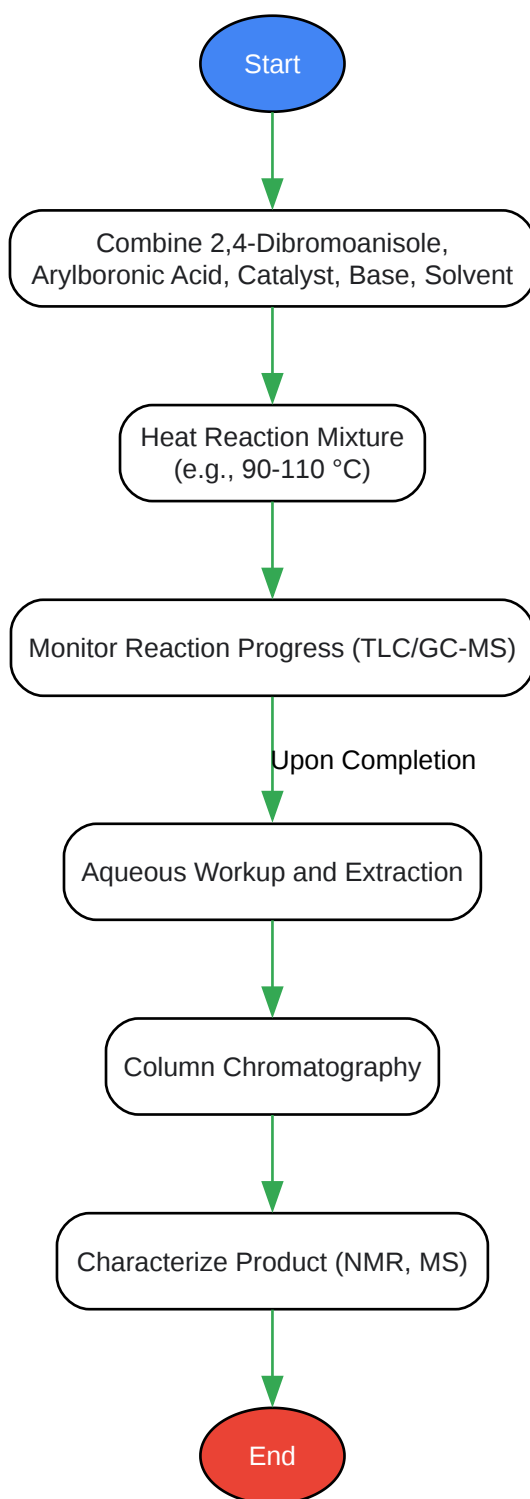 Start
Combine 2,4-Dibromoanisole,
Arylboronic Acid, Catalyst, Base, Solvent
Heat Reaction Mixture
(e.g., 90-110 °C)
Monitor Reaction Progress (TLC/GC-MS)
Upon Completion
Aqueous Workup and Extraction
Column Chromatography
Characterize Product (NMR, MS)
End